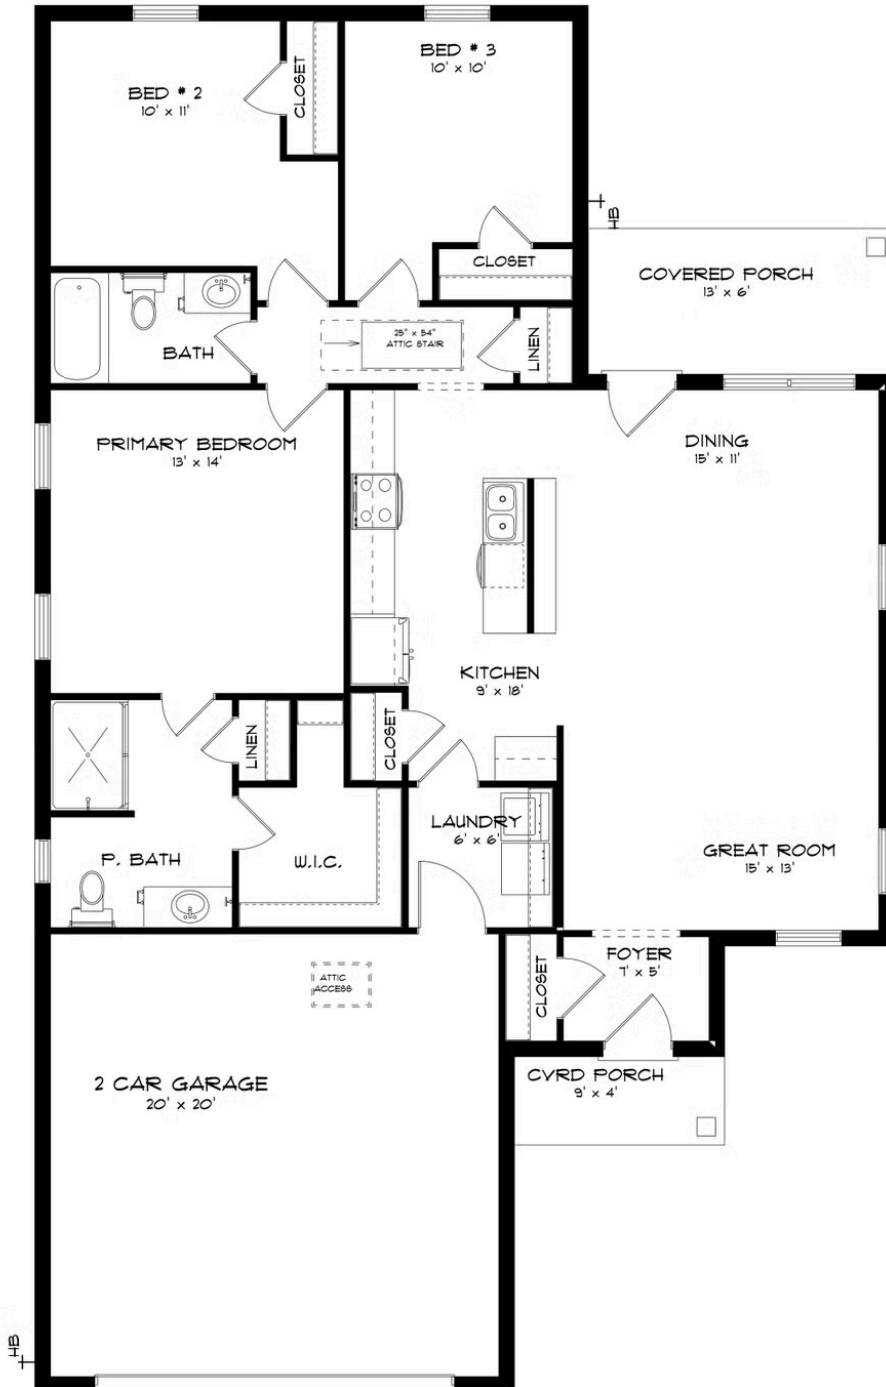 BED # 3
10' x 10'
BED # 2
10' x 11'
CLOSET
HB
CLOSET
COVERED PORCH
13' x 6'
25" x 54"
ATTIC STAIR
LINEN
BATH
PRIMARY BEDROOM
13' x 14'
DINING
15' x 11'
KITCHEN
9' x 18'
LINEN
CLOSET
LAUNDRY
6' x 6'
P. BATH
W.I.C.
GREAT ROOM
15' x 13'
FOYER
7' x 5'
CLOSET
ATTIC
ACCESS
2 CAR GARAGE
20' x 20'
CVRD PORCH
9' x 4'
HB